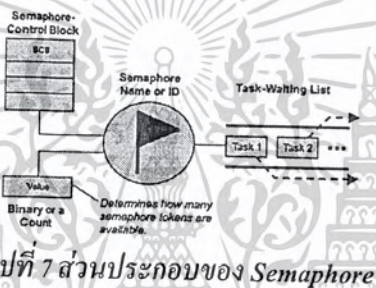 Semaphore-
Control Block
SCB
Semaphore
Name or ID
Task-Waiting List
Task 1
Task 2
...
Value
Binary or a
Count
Determines how many
semaphore tokens are
available.
ปที่ 7 ส่วนประกอบของ Semaphore